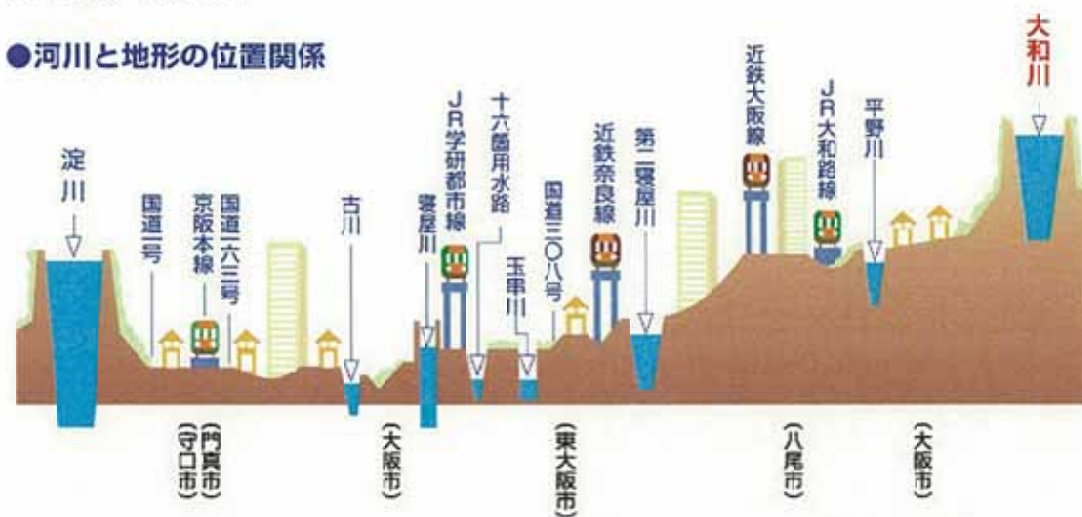 ●河川と地形の位置関係
淀川
国道一号
京阪本線
国道一六三号
古川
寝屋川
JR学研都市線
十六箇用水路
玉串川
国道三〇八号
近鉄奈良線
第二寝屋川
近鉄大阪線
JR大和路線
平野川
大和川
(守口市)
(門真市)
(大阪市)
(東大阪市)
(八尾市)
(大阪市)